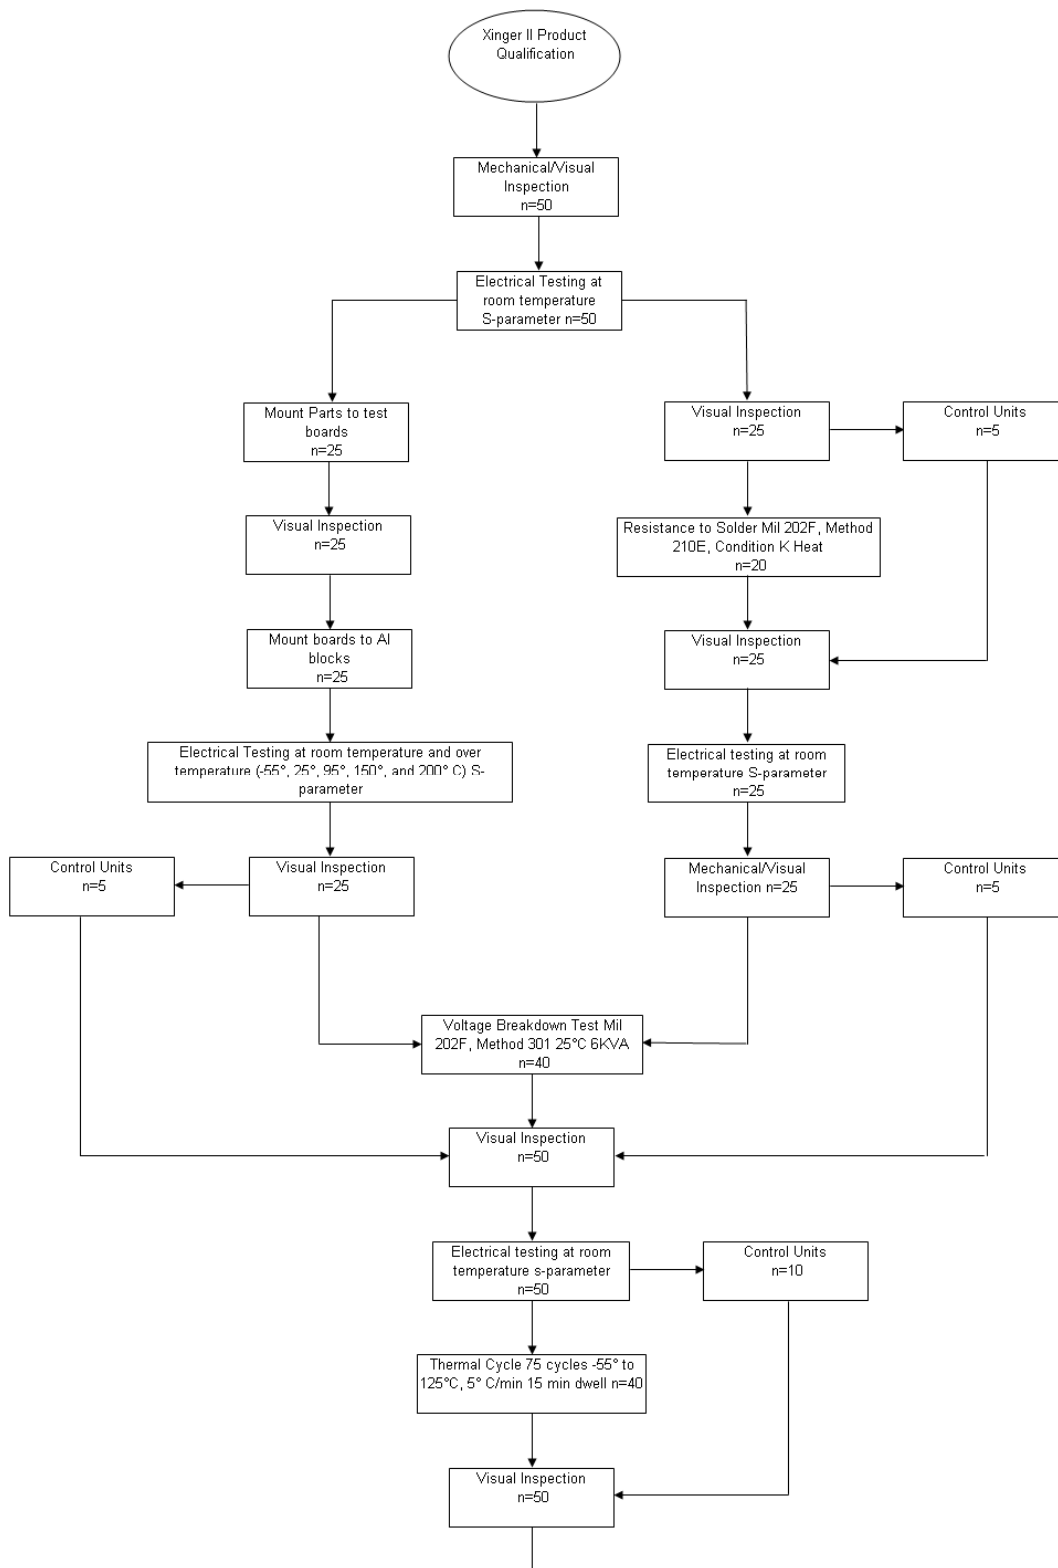 Xinger II Product
Qualification
Mechanical/Visual
Inspection
n=50
Electrical Testing at
room temperature
S-parameter n=50
Mount Parts to test
boards
n=25
Visual Inspection
n=25
Control Units
n=5
Visual Inspection
n=25
Resistance to Solder Mil 202F, Method
210E, Condition K Heat
n=20
Mount boards to Al
blocks
n=25
Visual Inspection
n=25
Electrical Testing at room temperature and over
temperature (-55°, 25°, 95°, 150°, and 200° C) S-
parameter
Electrical testing at room
temperature S-parameter
n=25
Control Units
n=5
Visual Inspection
n=25
Mechanical/Visual
Inspection n=25
Control Units
n=5
Voltage Breakdown Test Mil
202F, Method 301 25°C 6KVA
n=40
Visual Inspection
n=50
Electrical testing at room
temperature s-parameter
n=50
Control Units
n=10
Thermal Cycle 75 cycles -55° to
125°C, 5° C/min 15 min dwell n=40
Visual Inspection
n=50